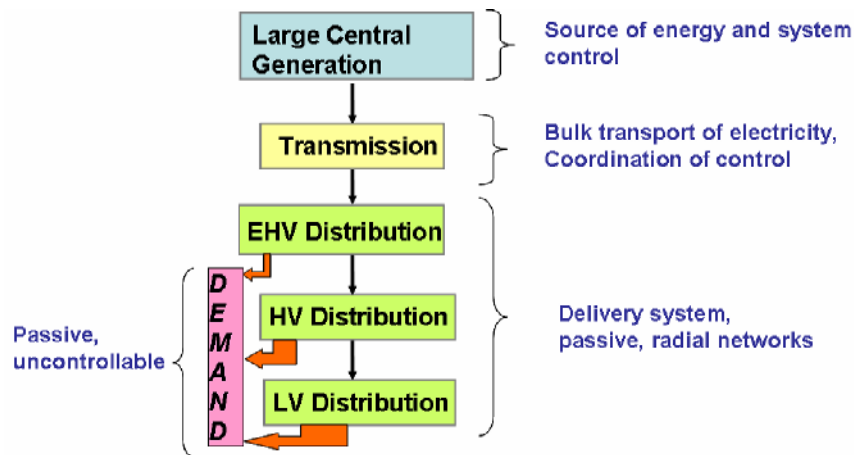 Large Central
Generation
Source of energy and system
control
Transmission
Bulk transport of electricity,
Coordination of control
EHV Distribution
DEMAND
HV Distribution
Passive,
uncontrollable
Delivery system,
passive, radial networks
LV Distribution